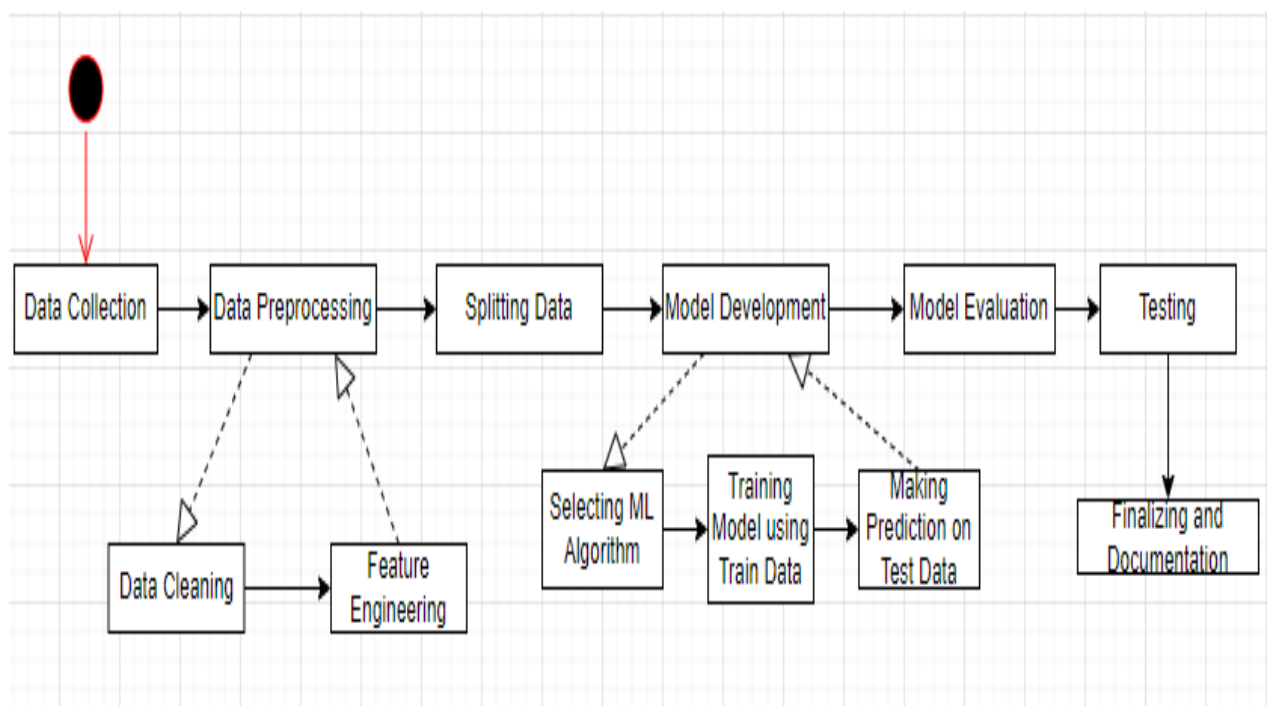 Data Collection
Data Preprocessing
Splitting Data
Model Development
Model Evaluation
Testing
Data Cleaning
Feature
Engineering
Selecting ML
Algorithm
Training
Model using
Train Data
Making
Prediction on
Test Data
Finalizing and
Documentation